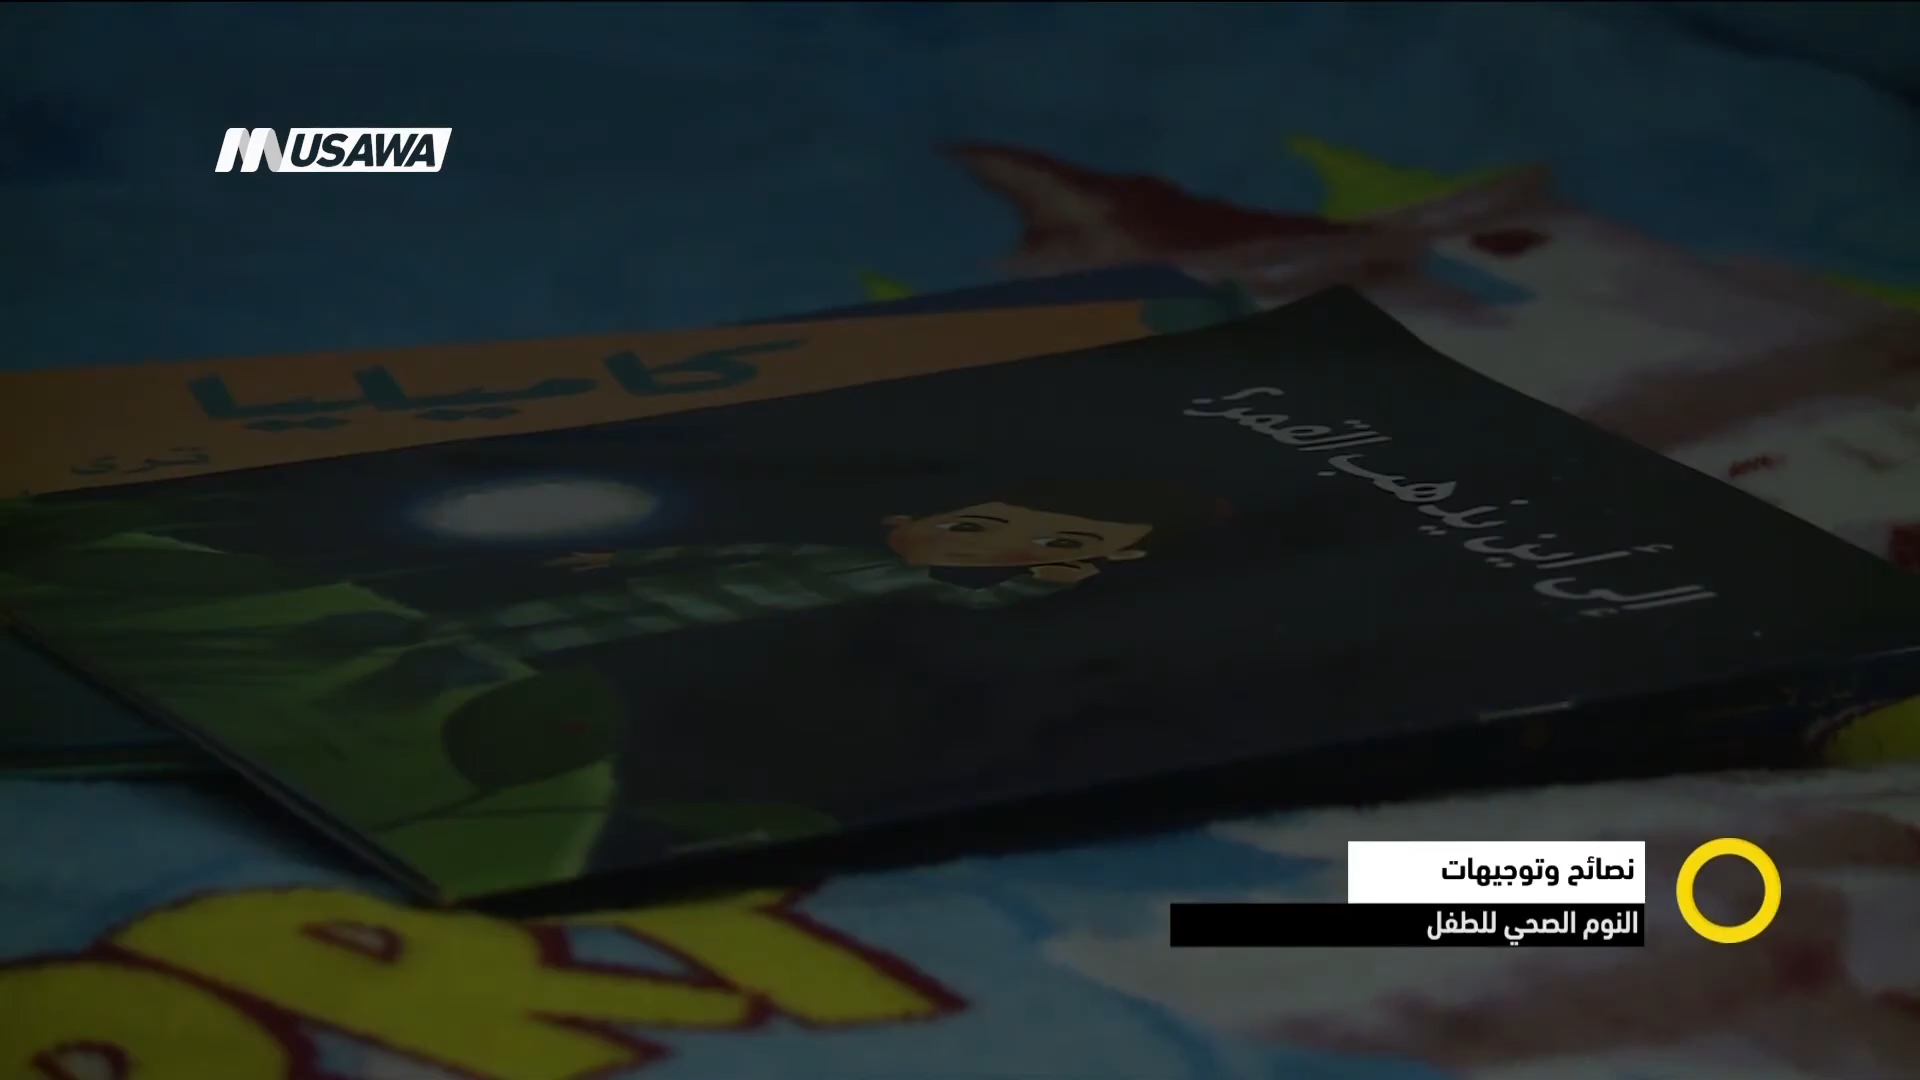 MUSAWA
كاميليا
إلى أين يذهب القمر؟
نصائح وتوجيهات
النوم الصحي للطفل